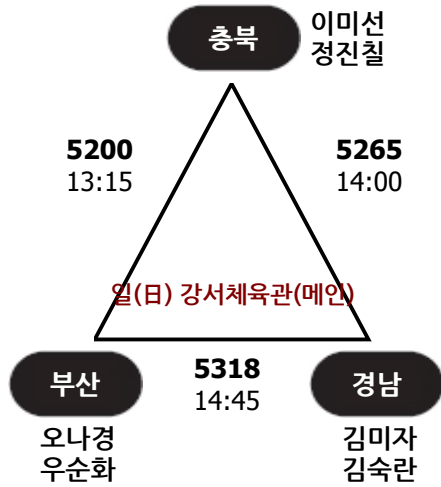 충북
이미선
정진칠
5200
13:15
5265
14:00
일(日) 강서체육관(메인)
부산
5318
14:45
경남
오나경
우순화
김미자
김숙란